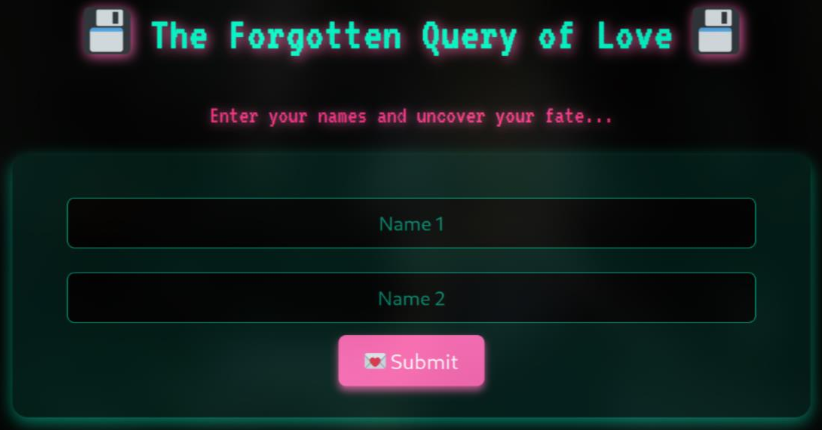 The Forgotten Query of Love
Enter your names and uncover your fate...
Name 1
Name 2
Submit